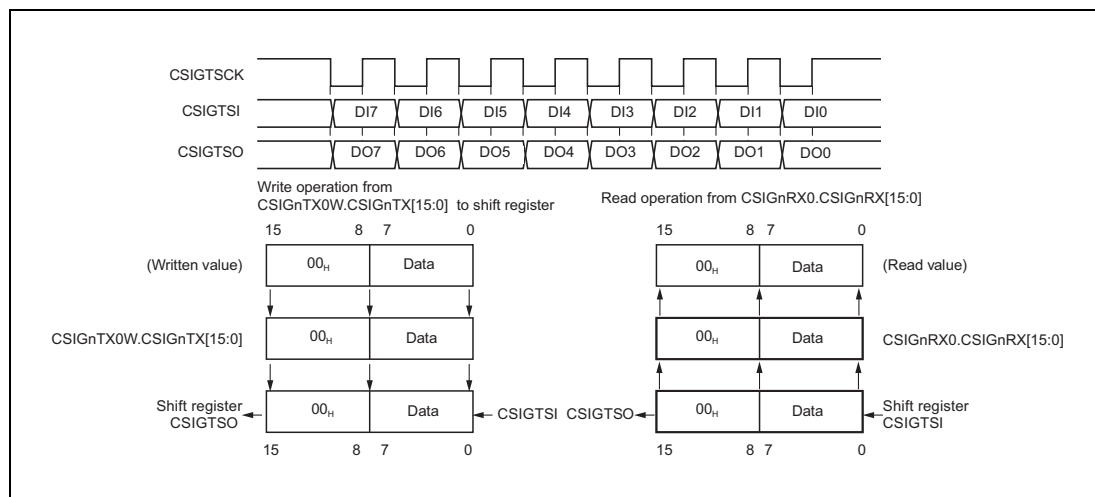 CSIGTSCK
CSIGTSI DI7 DI6 DI5 DI4 DI3 DI2 DI1 DI0
CSIGTSO DO7 DO6 DO5 DO4 DO3 DO2 DO1 DO0
Write operation from
CSIGnTX0W.CSIGnTX[15:0] to shift register
Read operation from CSIGnRX0.CSIGnRX[15:0]
15 8 7 0
15 8 7 0
(Written value) 00H Data
00H Data (Read value)
CSIGnTX0W.CSIGnTX[15:0] 00H Data
00H Data CSIGnRX0.CSIGnRX[15:0]
Shift register
CSIGTSO
00H Data
CSIGTSI
CSIGTSO
00H Data
Shift register
CSIGTSI
15 8 7 0
15 8 7 0